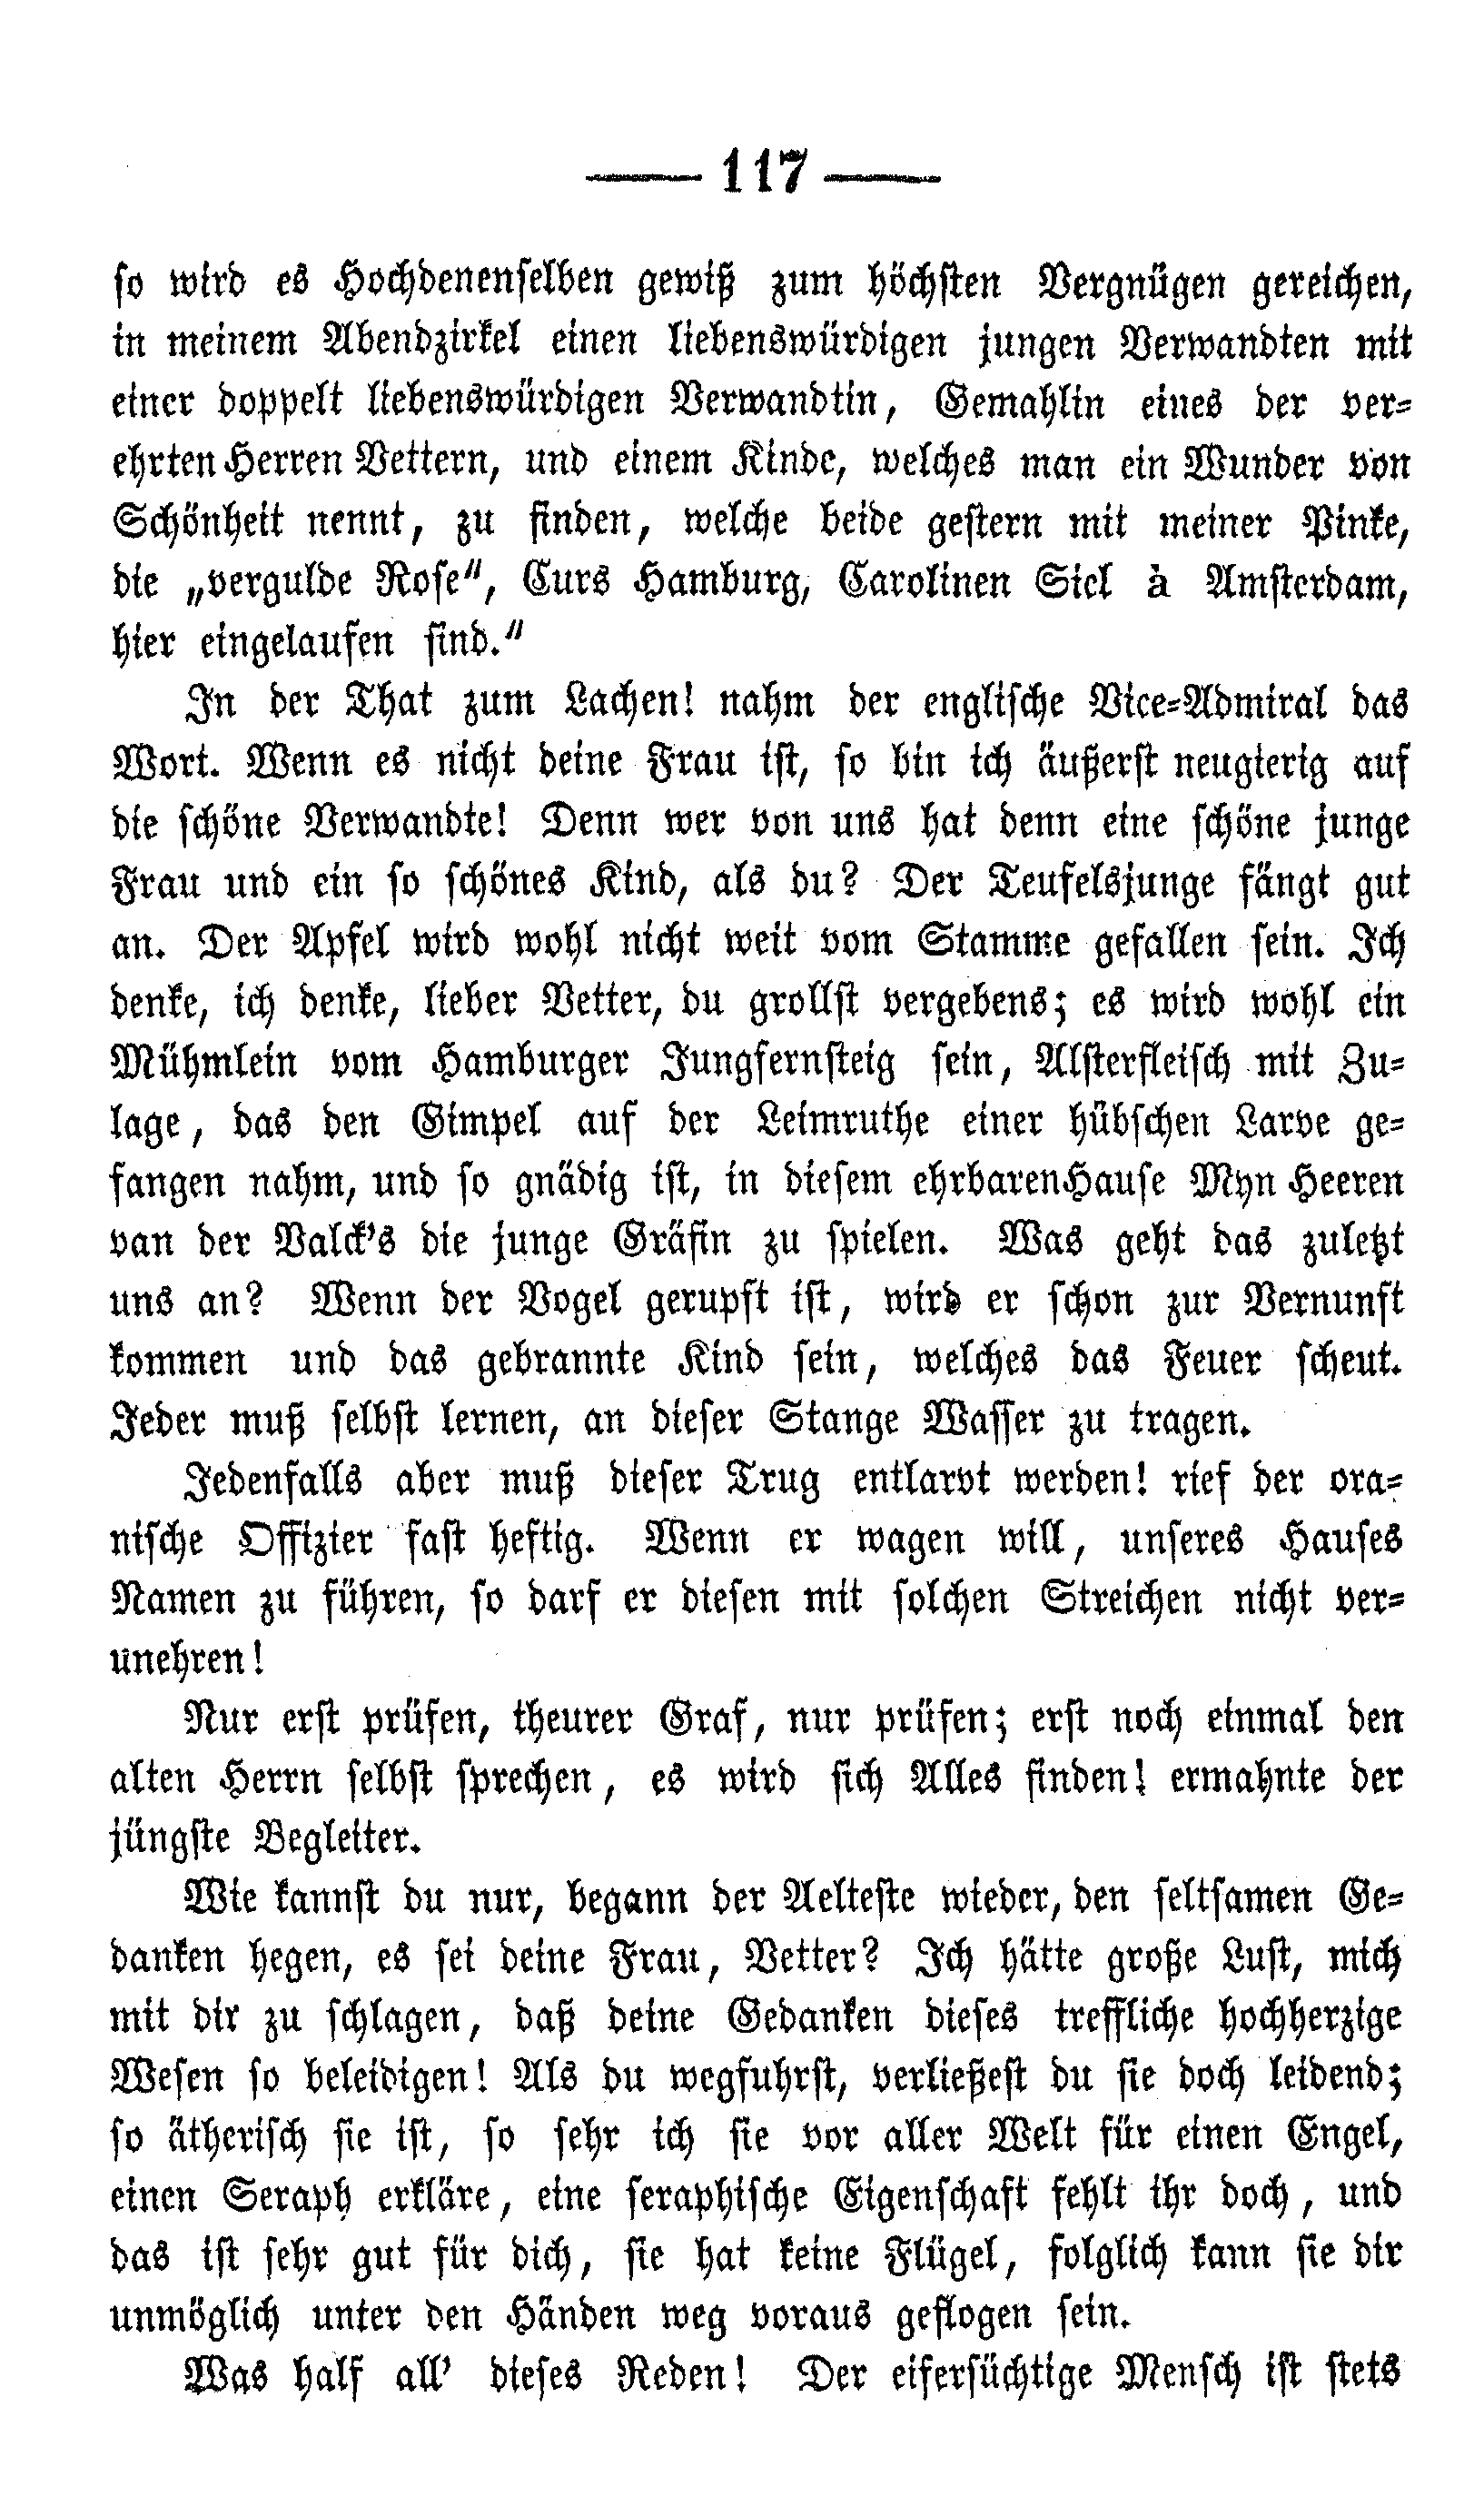 — 117 —
so wird es Hochdenenselben gewiß zum höchsten Vergnügen gereichen,
in meinem Abendzirkel einen liebenswürdigen jungen Verwandten mit
einer doppelt liebenswürdigen Verwandtin, Gemahlin eines der ver-
ehrten Herren Vettern, und einem Kinde, welches man ein Wunder von
Schönheit nennt, zu finden, welche beide gestern mit meiner Pinke,
die „vergulde Rose", Curs Hamburg, Carolinen Siel à Amsterdam,
hier eingelaufen sind."
In der That zum Lachen! nahm der englische Vice-Admiral das
Wort. Wenn es nicht deine Frau ist, so bin ich äußerst neugierig auf
die schöne Verwandte! Denn wer von uns hat denn eine schöne junge
Frau und ein so schönes Kind, als du? Der Teufelsjunge fängt gut
an. Der Apfel wird wohl nicht weit vom Stamme gefallen sein. Ich
denke, ich denke, lieber Vetter, du grollst vergebens; es wird wohl ein
Mühmlein vom Hamburger Jungfernsteig sein, Alsterfleisch mit Zu-
lage, das den Gimpel auf der Leimruthe einer hübschen Larve ge-
fangen nahm, und so gnädig ist, in diesem ehrbaren Hause Myn Heeren
van der Valck's die junge Gräfin zu spielen. Was geht das zuletzt
uns an? Wenn der Vogel gerupft ist, wird er schon zur Vernunft
kommen und das gebrannte Kind sein, welches das Feuer scheut.
Jeder muß selbst lernen, an dieser Stange Wasser zu tragen.
Jedenfalls aber muß dieser Trug entlarvt werden! rief der ora-
nische Offizier fast heftig. Wenn er wagen will, unseres Hauses
Namen zu führen, so darf er diesen mit solchen Streichen nicht ver-
unehren!
Nur erst prüfen, theurer Graf, nur prüfen; erst noch einmal den
alten Herrn selbst sprechen, es wird sich Alles finden! ermahnte der
jüngste Begleiter.
Wie kannst du nur, begann der Aelteste wieder, den seltsamen Ge-
danken hegen, es sei deine Frau, Vetter? Ich hätte große Lust, mich
mit dir zu schlagen, daß deine Gedanken dieses treffliche hochherzige
Wesen so beleidigen! Als du wegfuhrst, verließest du sie doch leidend;
so ätherisch sie ist, so sehr ich sie vor aller Welt für einen Engel,
einen Seraph erkläre, eine seraphische Eigenschaft fehlt ihr doch, und
das ist sehr gut für dich, sie hat keine Flügel, folglich kann sie dir
unmöglich unter den Händen weg voraus geflogen sein.
Was half all' dieses Reden! Der eifersüchtige Mensch ist stets